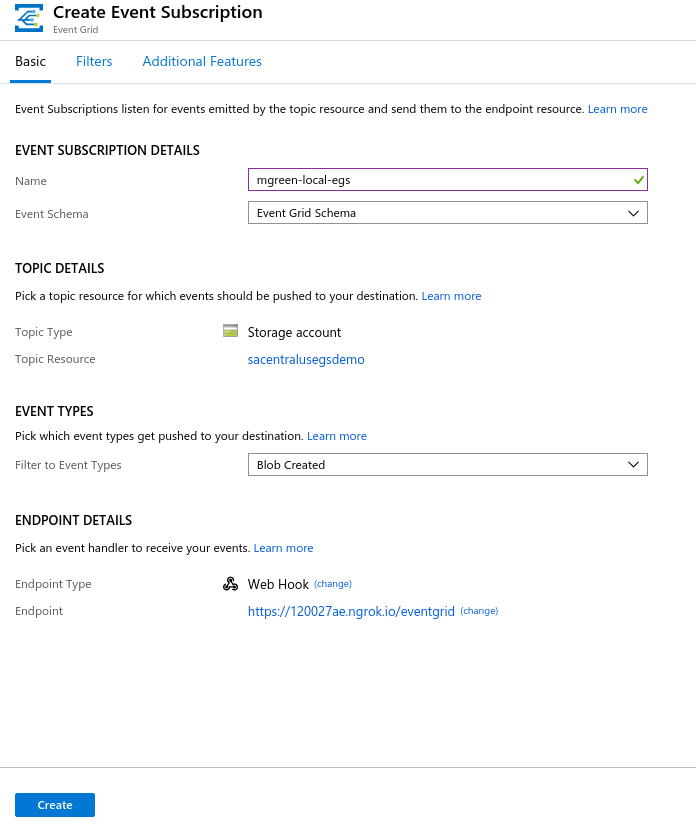 Create Event Subscription
Event Grid
Basic Filters Additional Features
Event Subscriptions listen for events emitted by the topic resource and send them to the endpoint resource. Learn more
EVENT SUBSCRIPTION DETAILS
Name mgreen-local-egs
Event Schema Event Grid Schema
TOPIC DETAILS
Pick a topic resource for which events should be pushed to your destination. Learn more
Topic Type Storage account
Topic Resource sacentralusegsdemo
EVENT TYPES
Pick which event types get pushed to your destination. Learn more
Filter to Event Types Blob Created
ENDPOINT DETAILS
Pick an event handler to receive your events. Learn more
Endpoint Type Web Hook (change)
Endpoint https://120027ae.ngrok.io/eventgrid (change)
Create